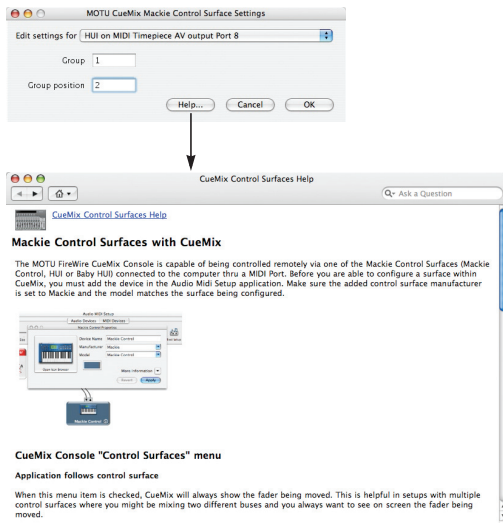 MOTU CueMix Mackie Control Surface Settings
Edit settings for HUI on MIDI Timepiece AV output Port 8
Group 1
Group position 2
Help... Cancel OK
CueMix Control Surfaces Help
Ask a Question
CueMix Control Surfaces Help
Mackie Control Surfaces with CueMix
The MOTU FireWire CueMix Console is capable of being controlled remotely via one of the Mackie Control Surfaces (Mackie
Control, HUI or Baby HUI) connected to the computer thru a MIDI Port. Before you are able to configure a surface within
CueMix, you must add the device in the Audio Midi Setup application. Make sure the added control surface manufacturer
is set to Mackie and the model matches the surface being configured.
Audio MIDI Setup
Audio Devices MIDI Devices
Mackie Control Properties
Device Name: Mackie Control
Manufacturer: Mackie
Model: Mackie Control
More Information
Revert Apply
Mackie Control
CueMix Console "Control Surfaces" menu
Application follows control surface
When this menu item is checked, CueMix will always show the fader being moved. This is helpful in setups with multiple
control surfaces where you might be mixing two different buses and you always want to see on screen the fader being
moved.